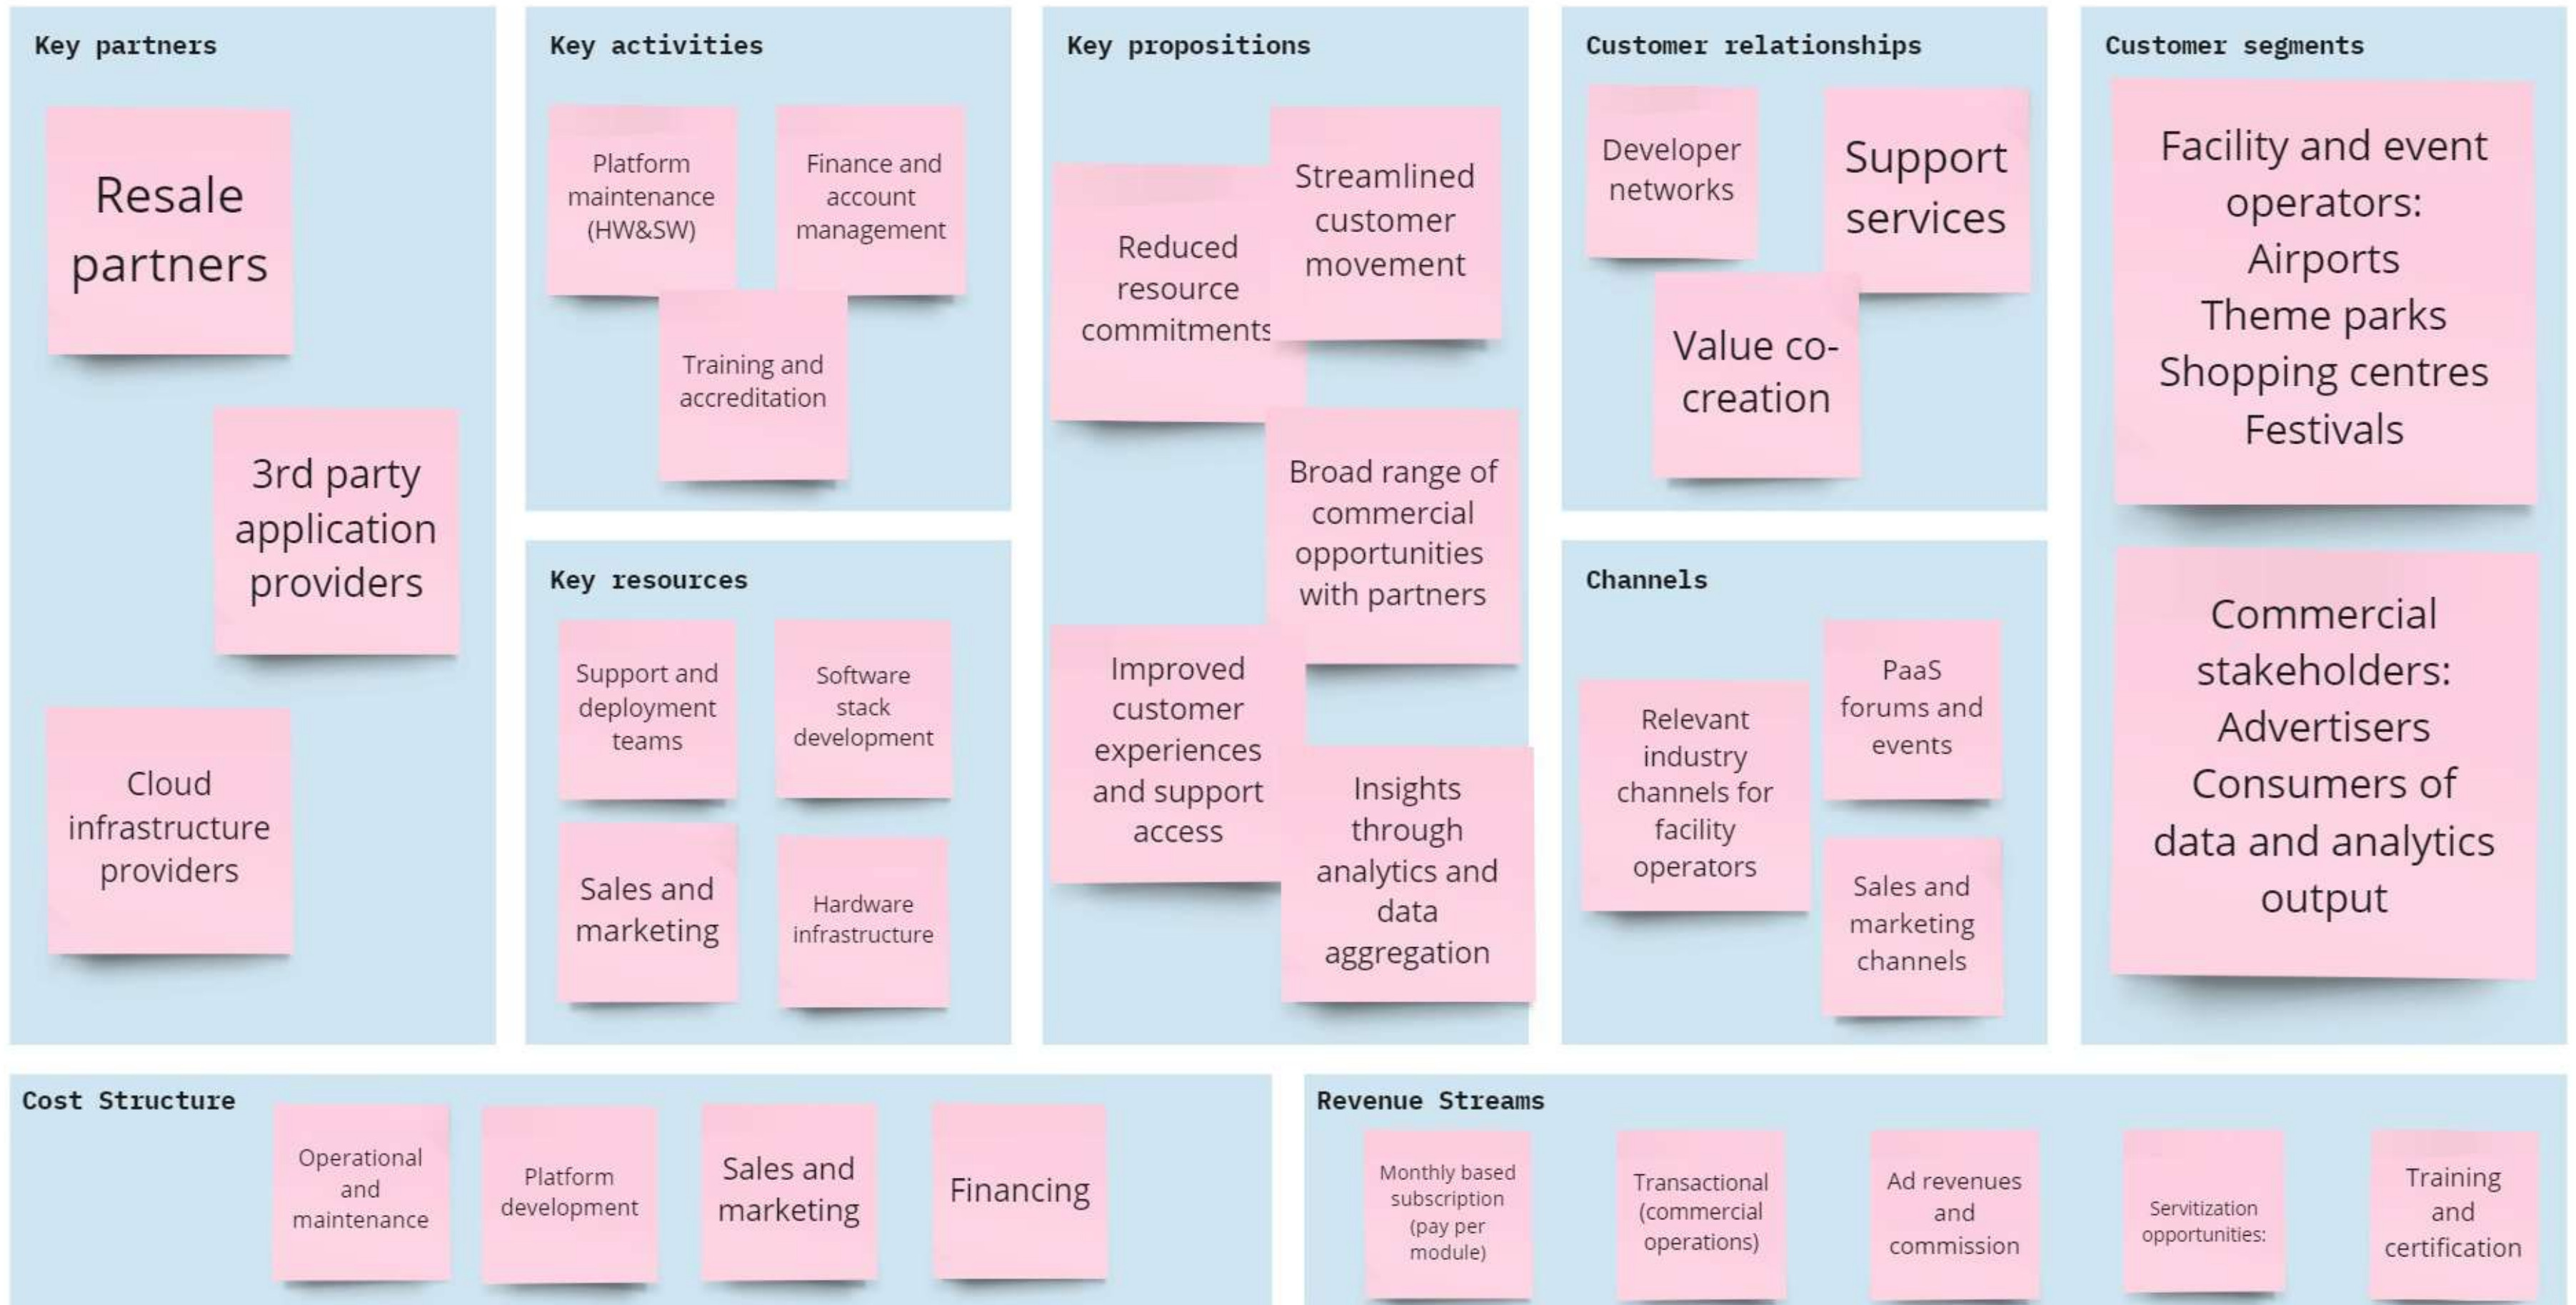 Key partners
Resale
partners
3rd party
application
providers
Cloud
infrastructure
providers
Key activities
Platform
maintenance
(HW&SW)
Finance and
account
management
Training and
accreditation
Key resources
Support and
deployment
teams
Software
stack
development
Sales and
marketing
Hardware
infrastructure
Key propositions
Reduced
resource
commitments
Streamlined
customer
movement
Broad range of
commercial
opportunities
with partners
Improved
customer
experiences
and support
access
Insights
through
analytics and
data
aggregation
Customer relationships
Developer
networks
Support
services
Value co-
creation
Channels
Relevant
industry
channels for
facility
operators
PaaS
forums and
events
Sales and
marketing
channels
Customer segments
Facility and event
operators:
Airports
Theme parks
Shopping centres
Festivals
Commercial
stakeholders:
Advertisers
Consumers of
data and analytics
output
Cost Structure
Operational
and
maintenance
Platform
development
Sales and
marketing
Financing
Revenue Streams
Monthly based
subscription
(pay per
module)
Transactional
(commercial
operations)
Ad revenues
and
commission
Servitization
opportunities:
Training
and
certification